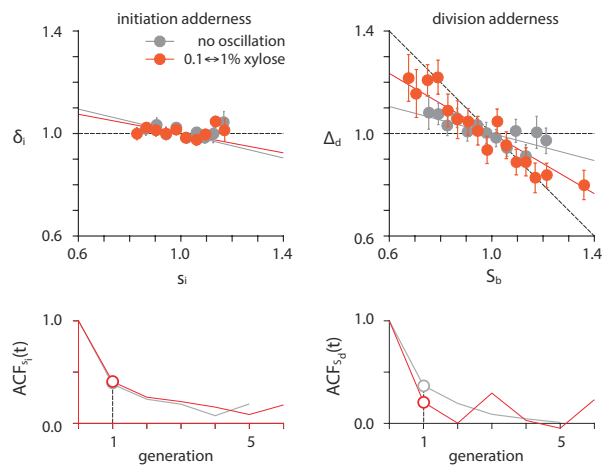 initiation adderness
division adderness
no oscillation
0.1↔1% xylose
1.4
1.0
0.6
δi
0.6
1.0
1.4
si
1.4
1.0
0.6
Δd
0.6
1.0
1.4
Sb
1.0
0.0
ACFsi(t)
1
5
generation
1.0
0.0
ACFsd(t)
1
5
generation